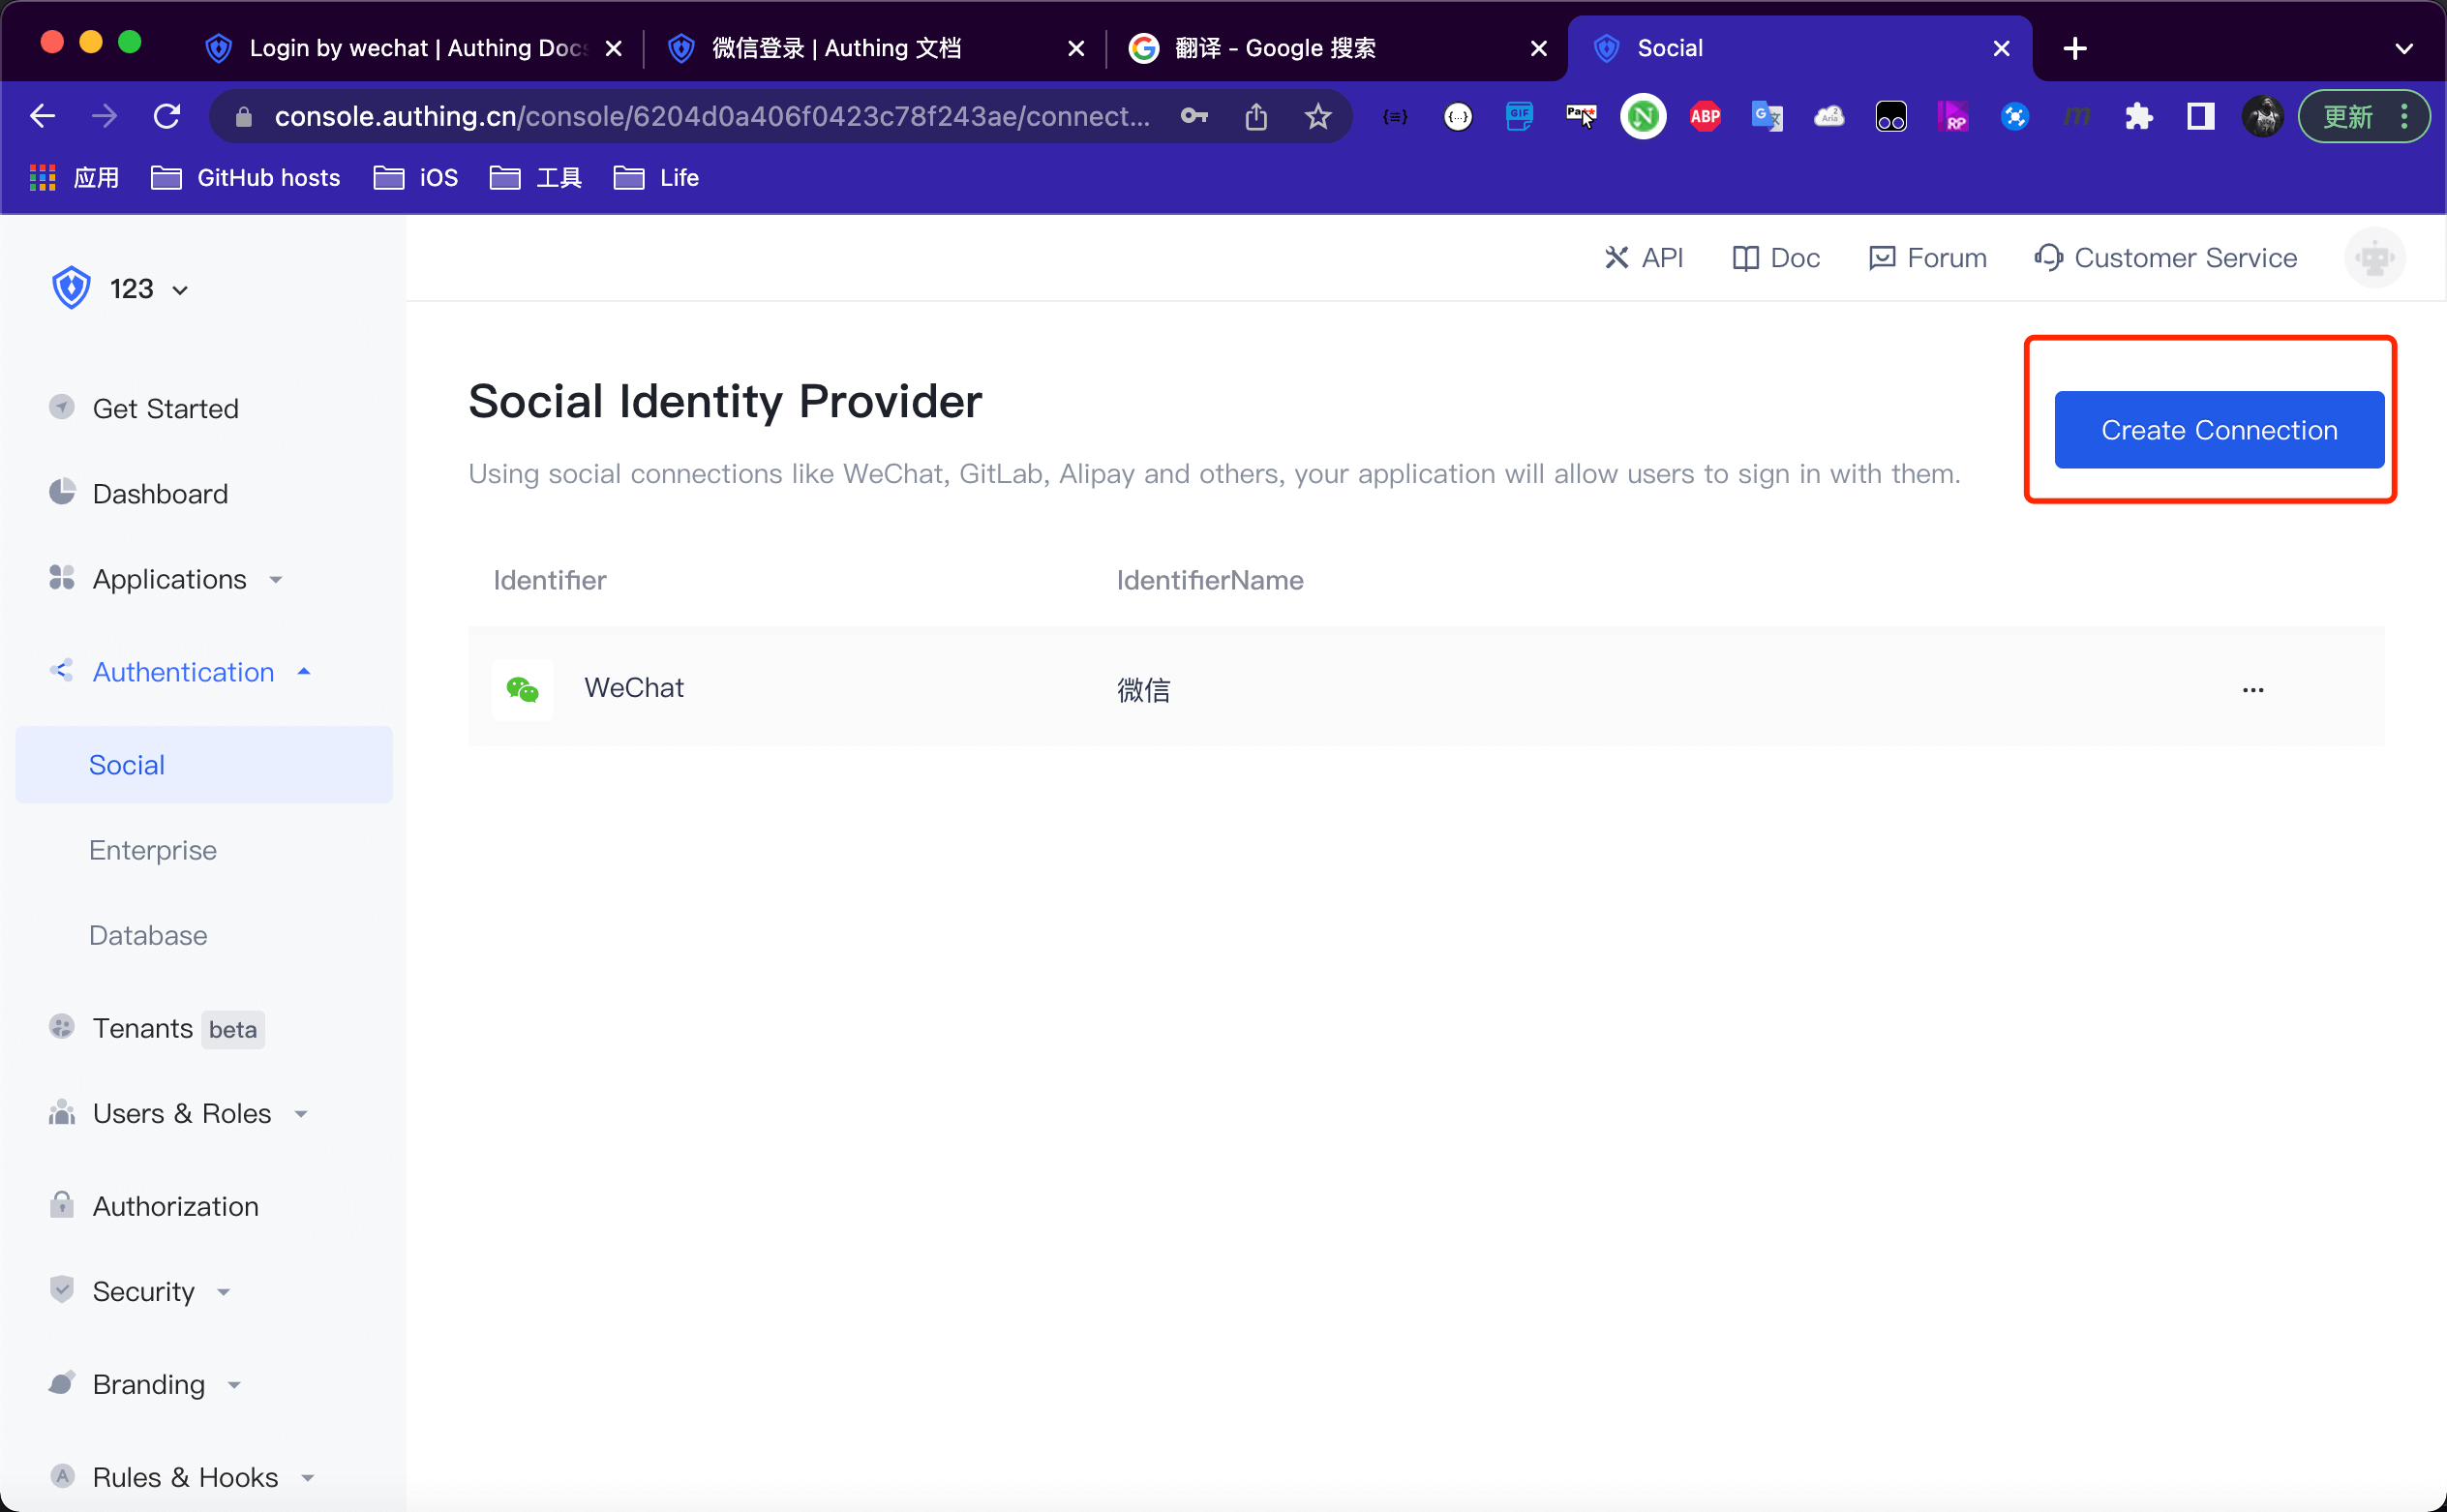 Login by wechat | Authing Docs
微信登录 | Authing 文档
翻译 - Google 搜索
Social
console.authing.cn/console/6204d0a406f0423c78f243ae/connect...
更新
应用
GitHub hosts
iOS
工具
Life
123
API
Doc
Forum
Customer Service
Get Started
Dashboard
Applications
Authentication
Social
Enterprise
Database
Tenants beta
Users & Roles
Authorization
Security
Branding
Rules & Hooks
Social Identity Provider
Create Connection
Using social connections like WeChat, GitLab, Alipay and others, your application will allow users to sign in with them.
Identifier IdentifierName
WeChat 微信